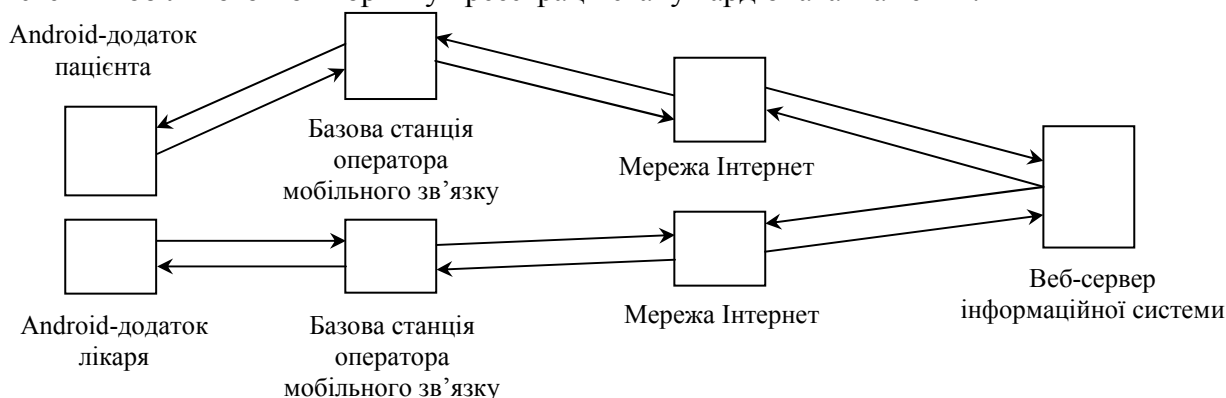 Android-додаток
пацієнта
Базова станція
оператора
мобільного зв’язку
Мережа Інтернет
Веб-сервер
інформаційної системи
Android-додаток
лікаря
Базова станція
оператора
мобільного зв’язку
Мережа Інтернет